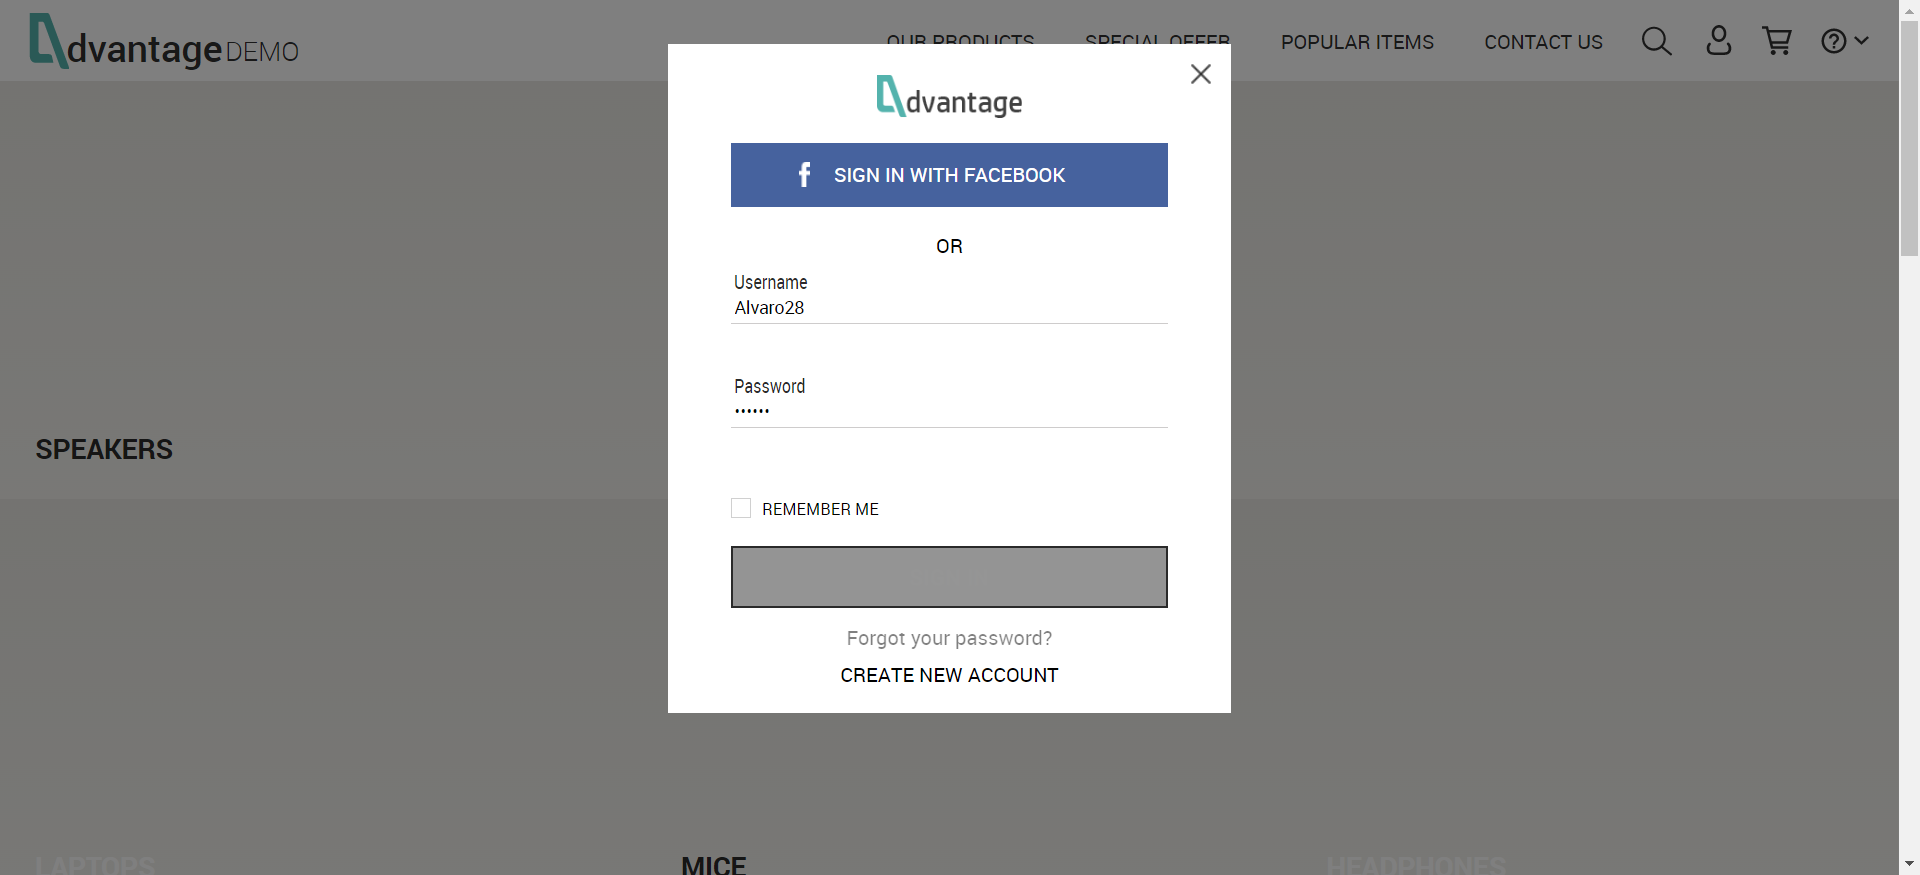 dvantage DEMO
OUR PRODUCTS
SPECIAL OFFER
POPULAR ITEMS
CONTACT US
dvantage
SIGN IN WITH FACEBOOK
OR
Username
Alvaro28
Password
••••••
REMEMBER ME
Forgot your password?
CREATE NEW ACCOUNT
SPEAKERS
LAPTOPS
MICE
HEADPHONES